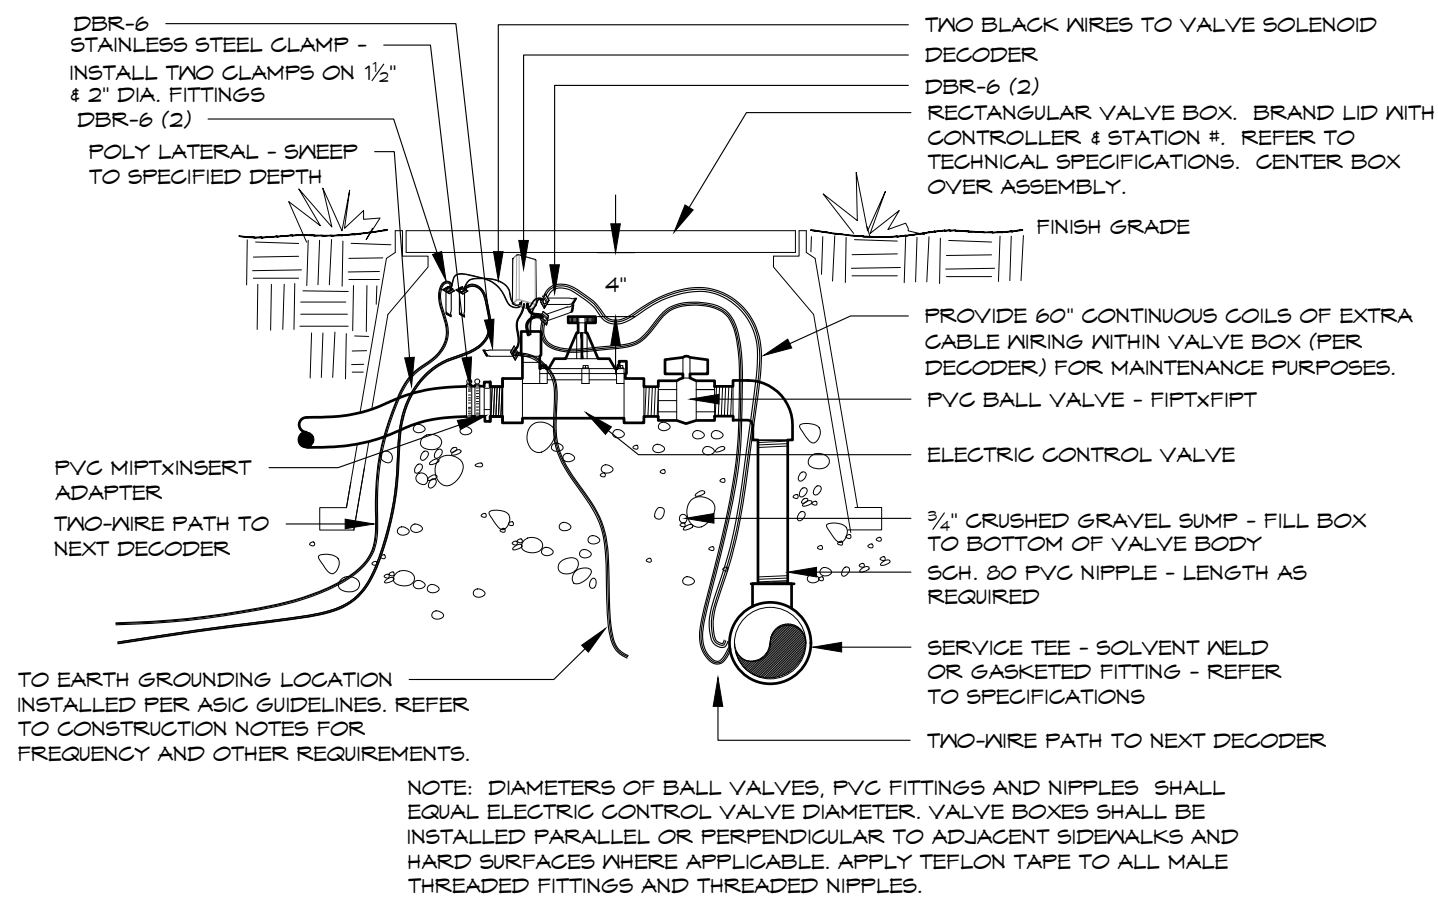 DBR-6
STAINLESS STEEL CLAMP -
INSTALL TWO CLAMPS ON 1½"
& 2" DIA. FITTINGS
DBR-6 (2)
POLY LATERAL - SWEEP
TO SPECIFIED DEPTH
TWO BLACK WIRES TO VALVE SOLENOID
DECODER
DBR-6 (2)
RECTANGULAR VALVE BOX. BRAND LID WITH
CONTROLLER & STATION #. REFER TO
TECHNICAL SPECIFICATIONS. CENTER BOX
OVER ASSEMBLY.
FINISH GRADE
4"
PROVIDE 60" CONTINUOUS COILS OF EXTRA
CABLE WIRING WITHIN VALVE BOX (PER
DECODER) FOR MAINTENANCE PURPOSES.
PVC BALL VALVE - FIPTxFIPT
ELECTRIC CONTROL VALVE
PVC MIPTxINSERT
ADAPTER
TWO-WIRE PATH TO
NEXT DECODER
¾" CRUSHED GRAVEL SUMP - FILL BOX
TO BOTTOM OF VALVE BODY
SCH. 80 PVC NIPPLE - LENGTH AS
REQUIRED
SERVICE TEE - SOLVENT WELD
OR GASKETED FITTING - REFER
TO SPECIFICATIONS
TO EARTH GROUNDING LOCATION
INSTALLED PER ASIC GUIDELINES. REFER
TO CONSTRUCTION NOTES FOR
FREQUENCY AND OTHER REQUIREMENTS.
TWO-WIRE PATH TO NEXT DECODER
NOTE: DIAMETERS OF BALL VALVES, PVC FITTINGS AND NIPPLES SHALL
EQUAL ELECTRIC CONTROL VALVE DIAMETER. VALVE BOXES SHALL BE
INSTALLED PARALLEL OR PERPENDICULAR TO ADJACENT SIDEWALKS AND
HARD SURFACES WHERE APPLICABLE. APPLY TEFLON TAPE TO ALL MALE
THREADED FITTINGS AND THREADED NIPPLES.